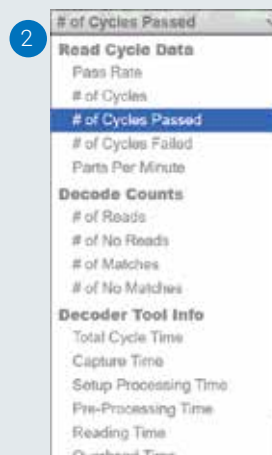 # of Cycles Passed
2
Read Cycle Data
Pass Rate
# of Cycles
# of Cycles Passed
# of Cycles Failed
Parts Per Minute
Decode Counts
# of Reads
# of No Reads
# of Matches
# of No Matches
Decoder Tool Info
Total Cycle Time
Capture Time
Setup Processing Time
Pre-Processing Time
Reading Time
Overhead Time